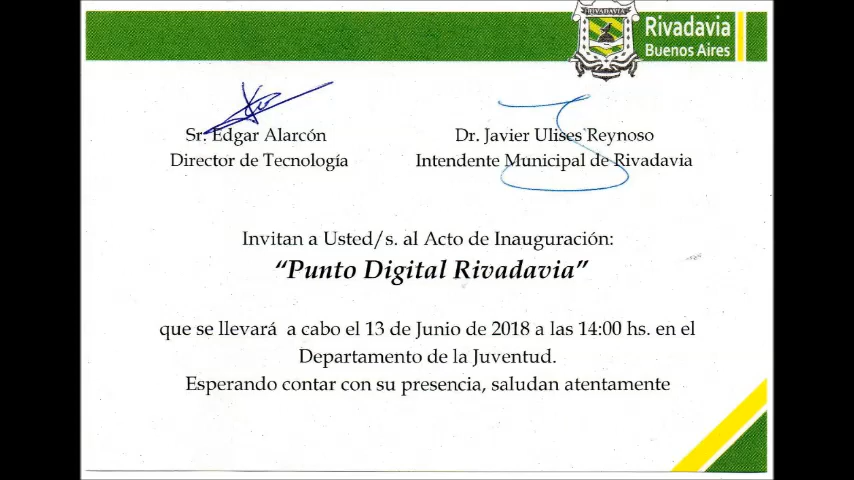 RIVADAVIA
Rivadavia
Buenos Aires
Sr. Edgar Alarcón
Director de Tecnología
Dr. Javier Ulises Reynoso
Intendente Municipal de Rivadavia
Invitan a Usted/s. al Acto de Inauguración:
“Punto Digital Rivadavia”
que se llevará a cabo el 13 de Junio de 2018 a las 14:00 hs. en el
Departamento de la Juventud.
Esperando contar con su presencia, saludan atentamente